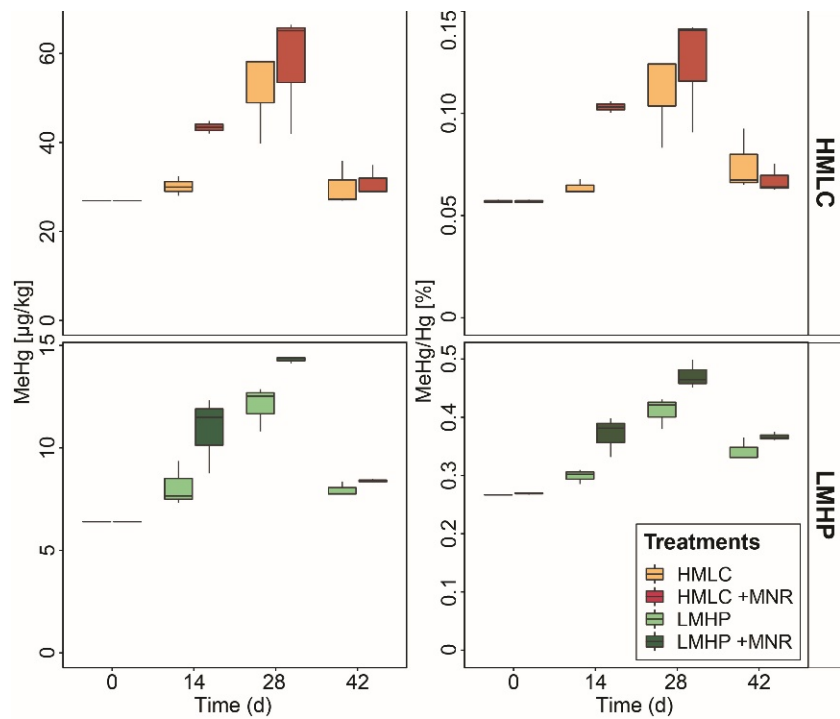 MeHg [µg/kg]
60
40
20
0
15
10
5
0
MeHg/Hg [%]
0.15
0.10
0.05
0
0.5
0.4
0.3
0.2
0.1
0
HMLC
LMHP
Treatments
HMLC
HMLC +MNR
LMHP
LMHP +MNR
0 14 28 42
Time (d)
0 14 28 42
Time (d)